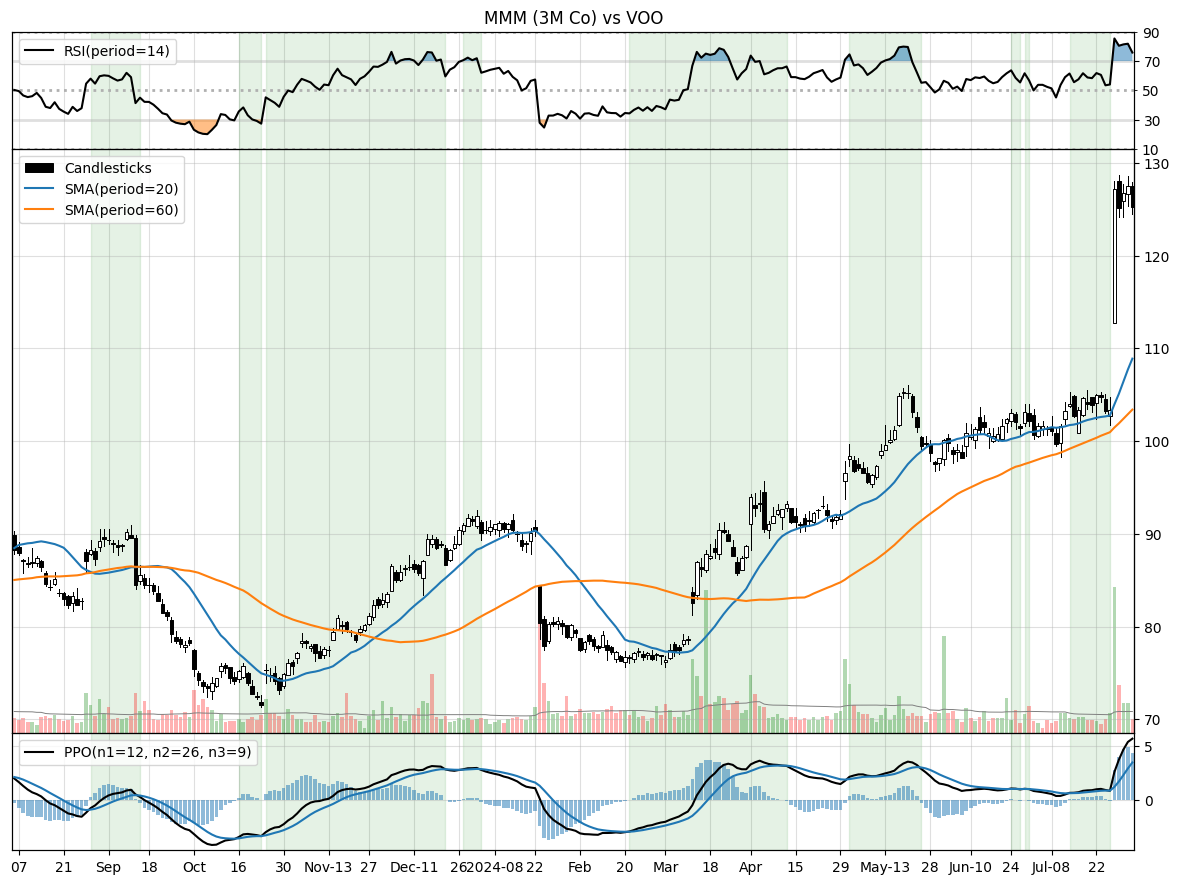 MMM (3M Co) vs VOO
RSI(period=14)
90
70
50
30
10
Candlesticks
SMA(period=20)
SMA(period=60)
130
120
110
100
90
80
70
PPO(n1=12, n2=26, n3=9)
5
0
07 21 Sep 18 Oct 16 30 Nov-13 27 Dec-11 26 2024-08 22 Feb 20 Mar 18 Apr 15 29 May-13 28 Jun-10 24 Jul-08 22